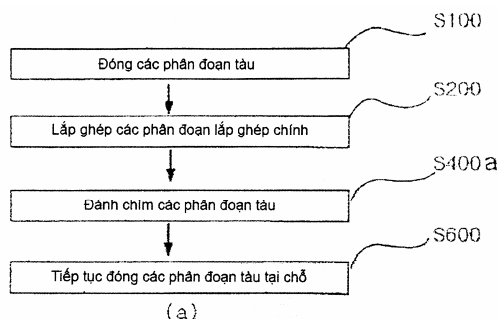 S100
Đóng các phân đoạn tàu
S200
Lắp ghép các phân đoạn lắp ghép chính
S400a
Đành chìm các phân đoạn tàu
S600
Tiếp tục đóng các phân đoạn tàu tại chỗ
(a)